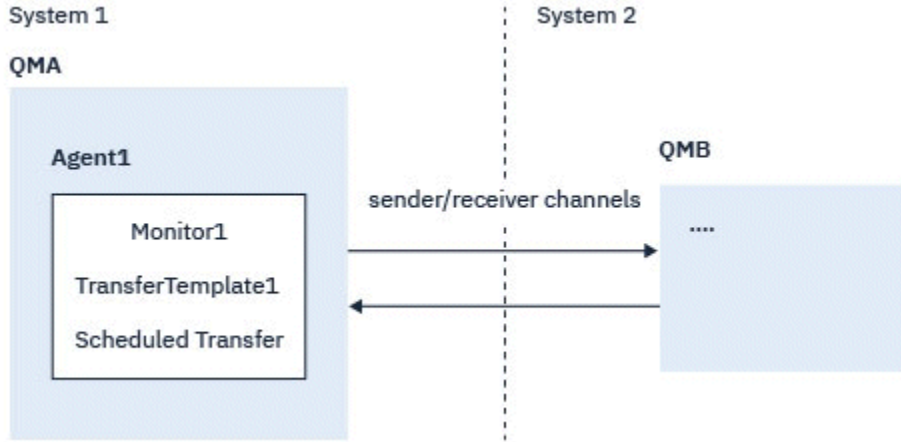 System 1
System 2
QMA
Agent1
Monitor1
TransferTemplate1
Scheduled Transfer
sender/receiver channels
QMB
....